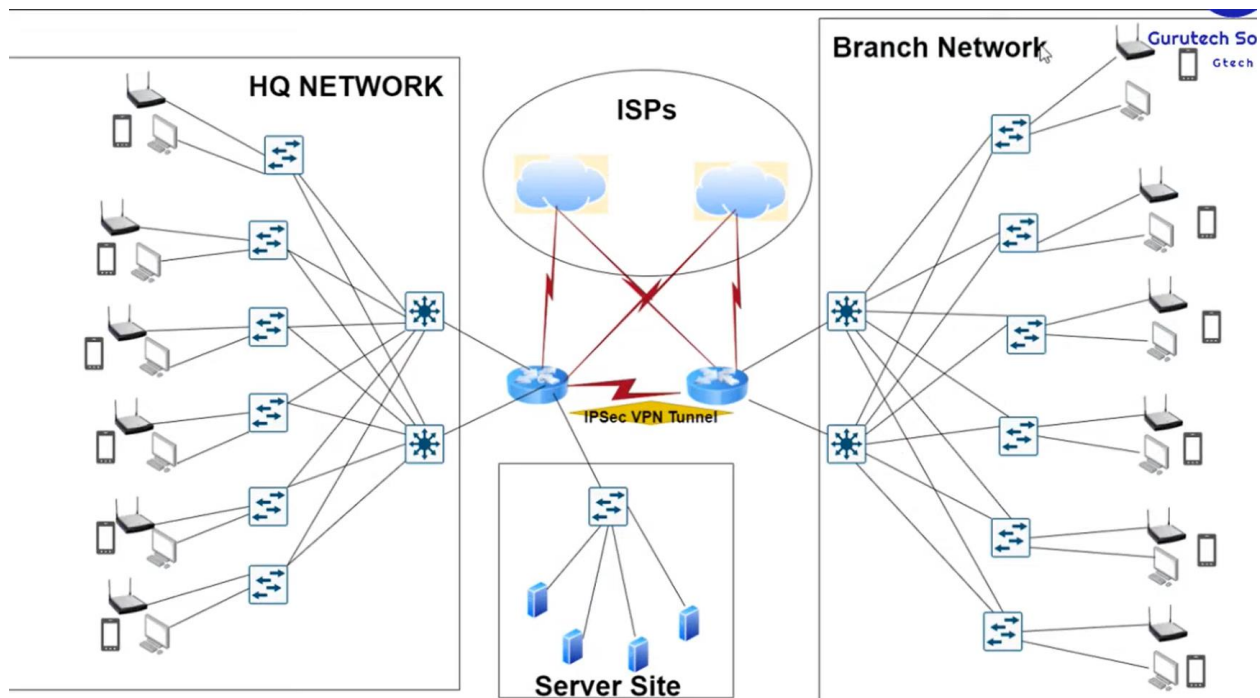 HQ NETWORK
ISPs
Branch Network
Gurutech So
Gtech
IPSec VPN Tunnel
Server Site